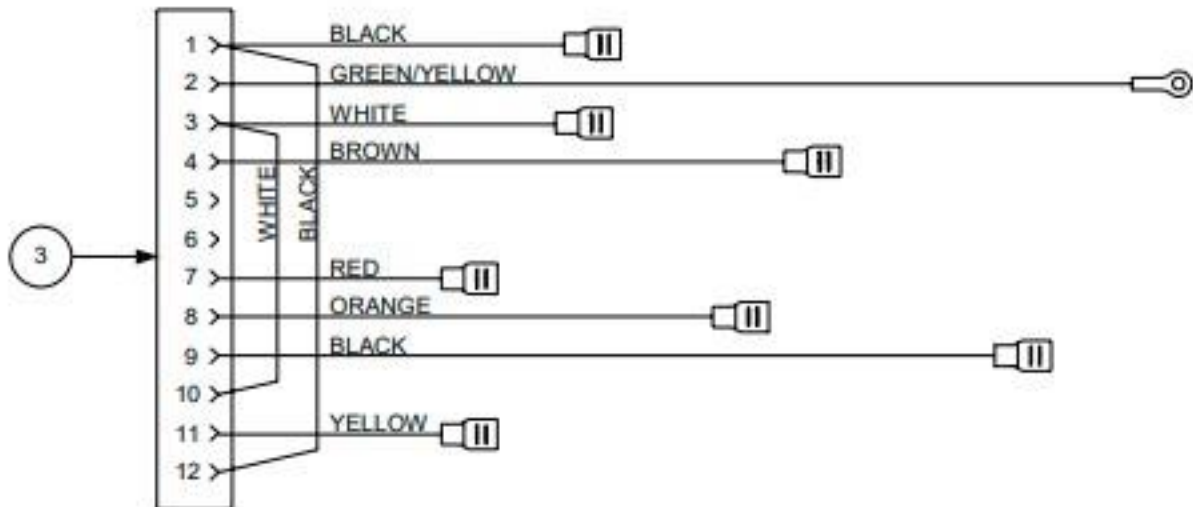 1 BLACK
2 GREEN/YELLOW
3 WHITE
4 BROWN
WHITE
BLACK
5
6
3
7 RED
8 ORANGE
9 BLACK
10
11 YELLOW
12